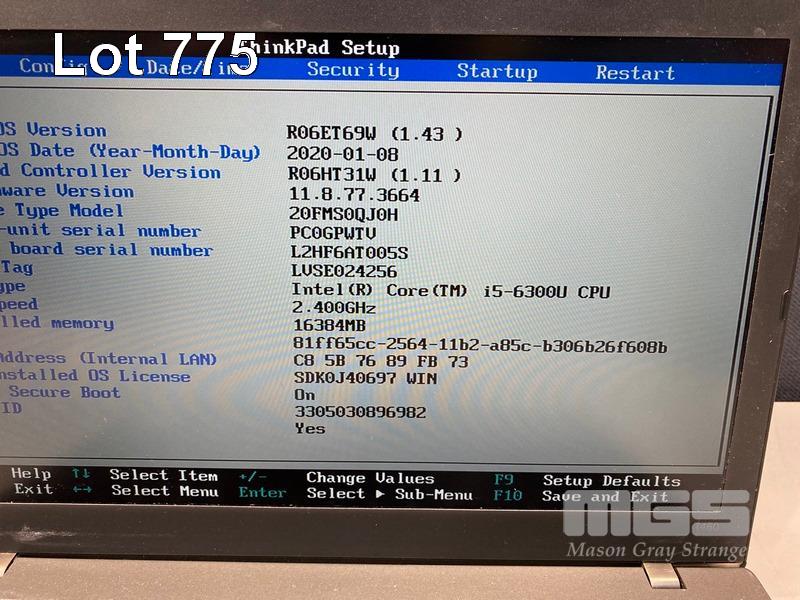 Lot 775
ThinkPad Setup
Config Date/Time Security Startup Restart
OS Version R06ET69W (1.43 )
OS Date (Year-Month-Day) 2020-01-08
d Controller Version R06HT31W (1.11 )
ware Version 11.8.77.3664
e Type Model 20FMS0QJ0H
-unit serial number PC0GPWTV
board serial number L2HF6AT005S
Tag LVSE024256
ype Intel(R) Core(TM) i5-6300U CPU
peed 2.400GHz
lled memory 16384MB
81ff65cc-2564-11b2-a85c-b306b26f608b
Address (Internal LAN) C8 5B 76 89 FB 73
nstalled OS License SDK0J40697 WIN
Secure Boot On
ID 3305030896982
Yes
Help ↑↓ Select Item +/- Change Values F9 Setup Defaults
Exit ←→ Select Menu Enter Select ▶ Sub-Menu F10 Save and Exit
MGS
Mason Gray Strange